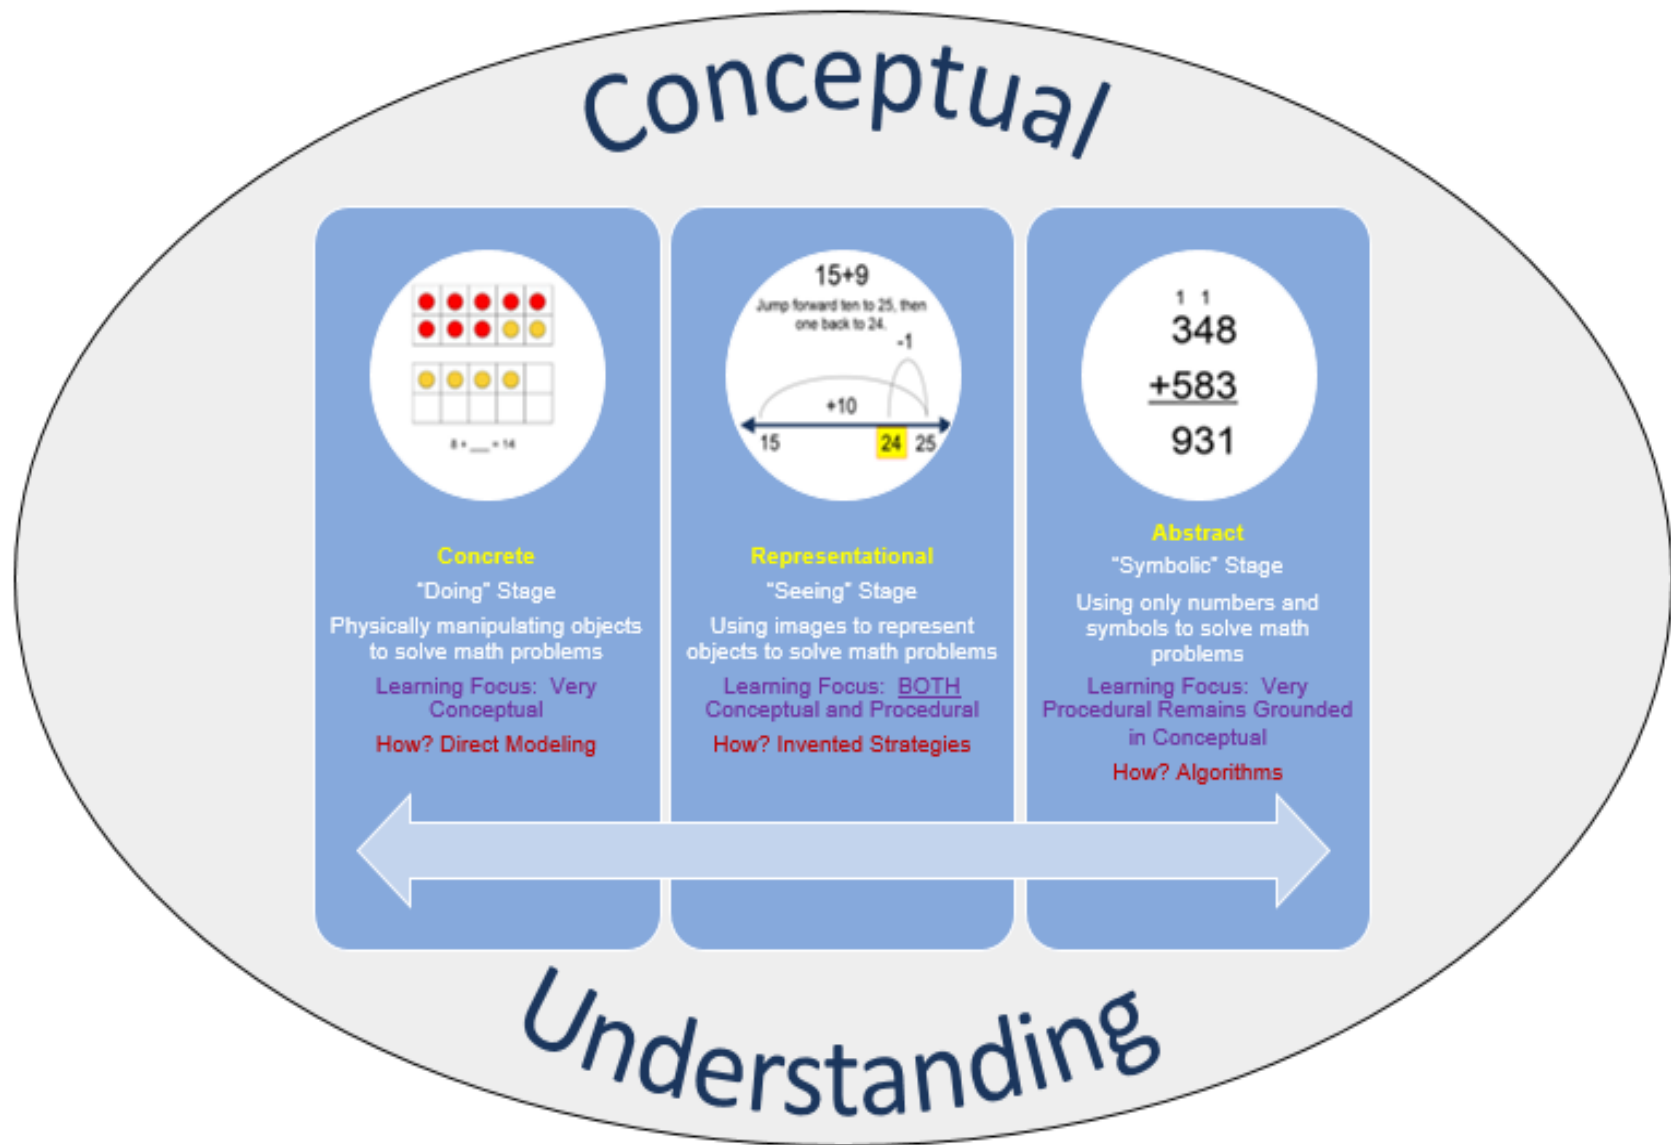 Conceptual
8 + ___ = 14
Concrete
"Doing" Stage
Physically manipulating objects
to solve math problems
Learning Focus: Very
Conceptual
How? Direct Modeling
15+9
Jump forward ten to 25, then
one back to 24.
-1
+10
15 24 25
Representational
"Seeing" Stage
Using images to represent
objects to solve math problems
Learning Focus: BOTH
Conceptual and Procedural
How? Invented Strategies
1 1
348
+583
931
Abstract
"Symbolic" Stage
Using only numbers and
symbols to solve math
problems
Learning Focus: Very
Procedural Remains Grounded
in Conceptual
How? Algorithms
Understanding